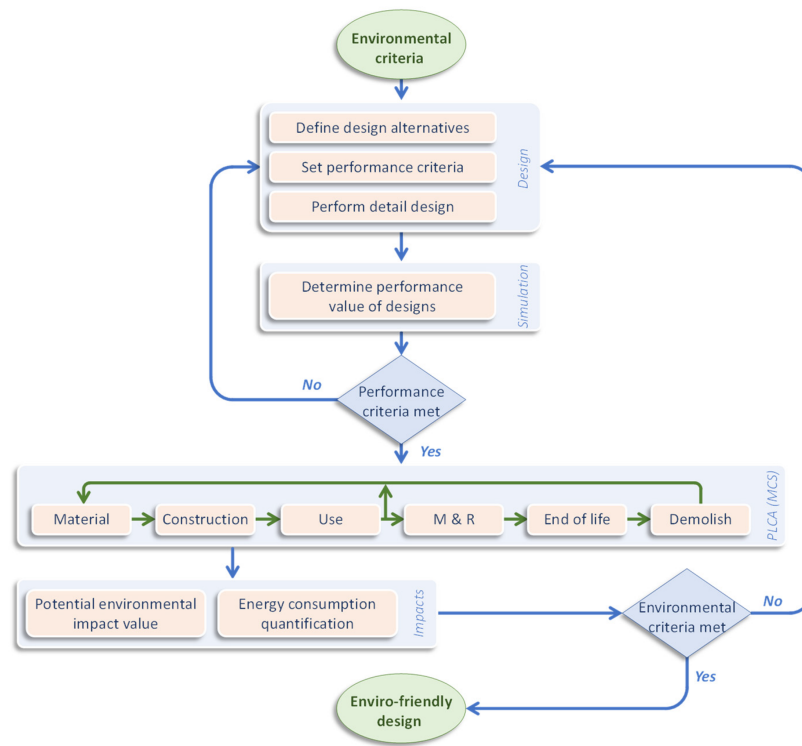 Environmental
criteria
Define design alternatives
Set performance criteria
Perform detail design
Design
Determine performance
value of designs
Simulation
No
Performance
criteria met
Yes
Material
Construction
Use
M & R
End of life
Demolish
PLCA (MCS)
Potential environmental
impact value
Energy consumption
quantification
Impacts
Environmental
criteria met
No
Yes
Enviro-friendly
design